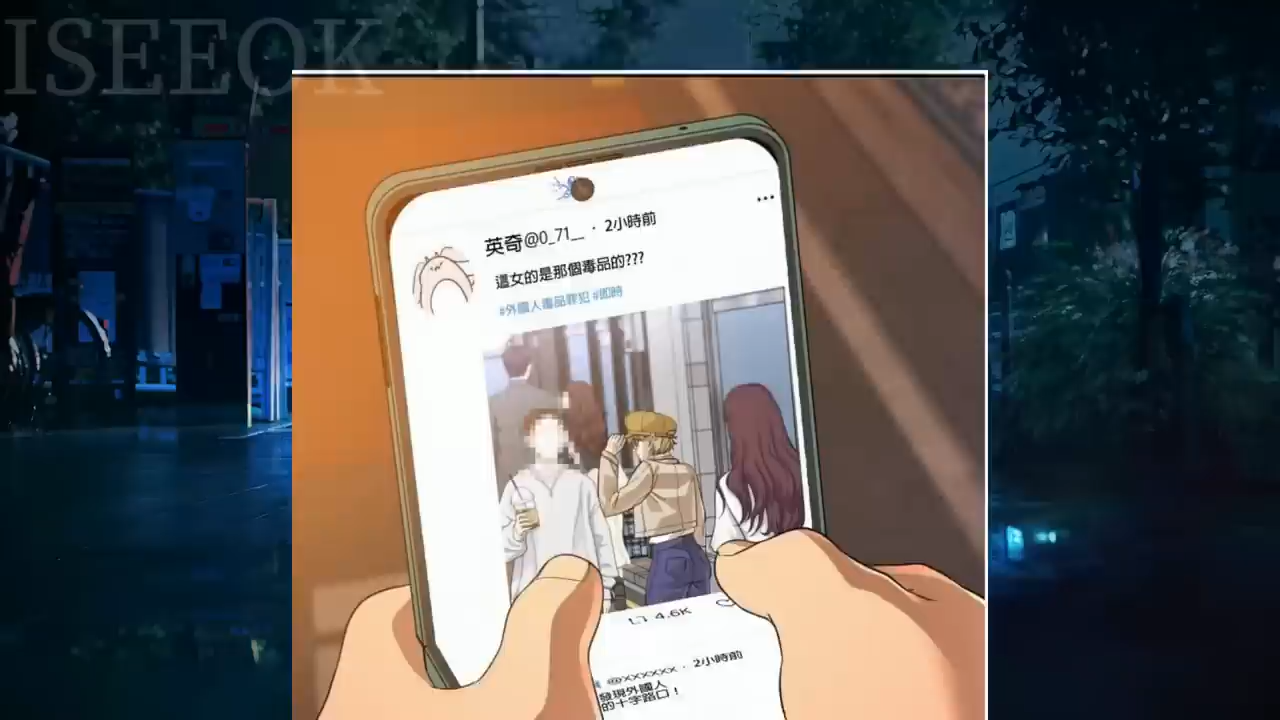 ISEEOK
英奇@0_71__ · 2小時前
這女的是那個毒品的???
#外國人毒品罪犯 #即時
4.6K
@xxxxxx · 2小時前
發現外國人
的十字路口！